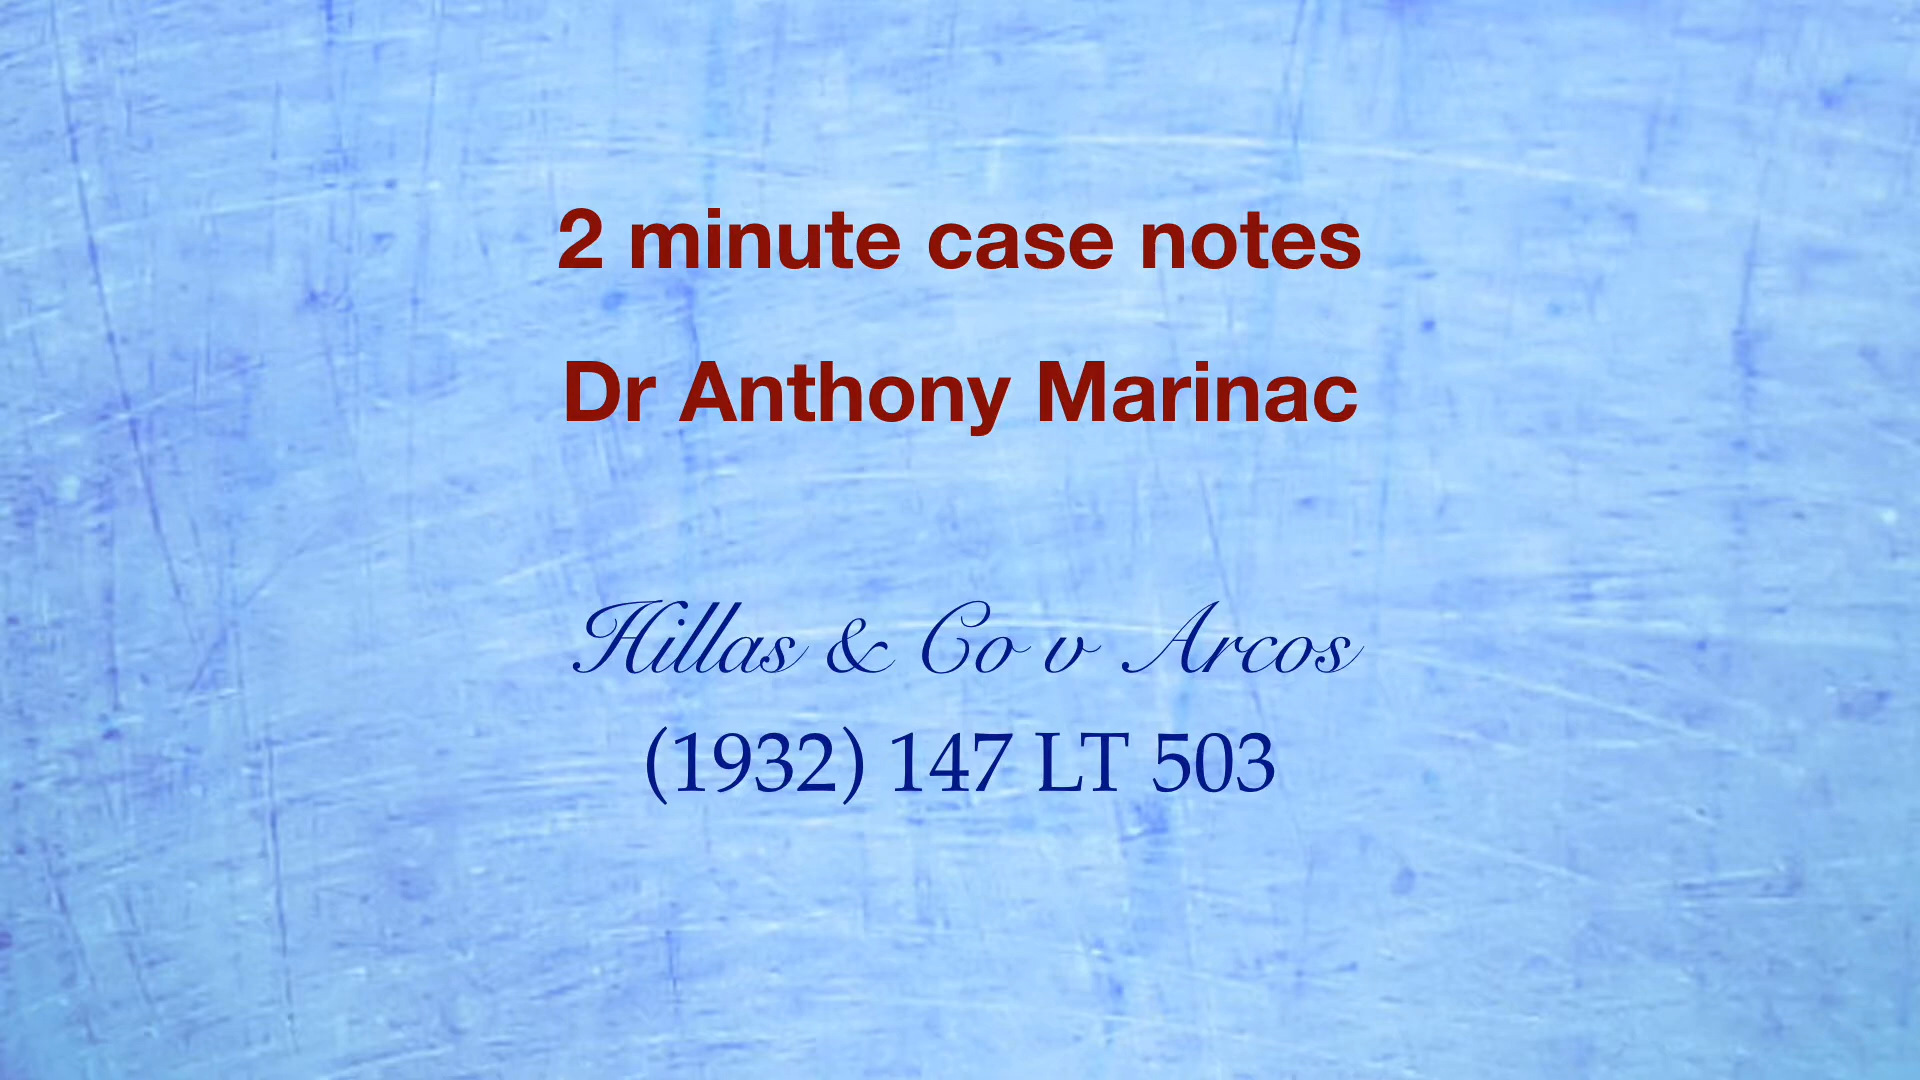 2 minute case notes
Dr Anthony Marinac
Hillas & Co v Arcos
(1932) 147 LT 503